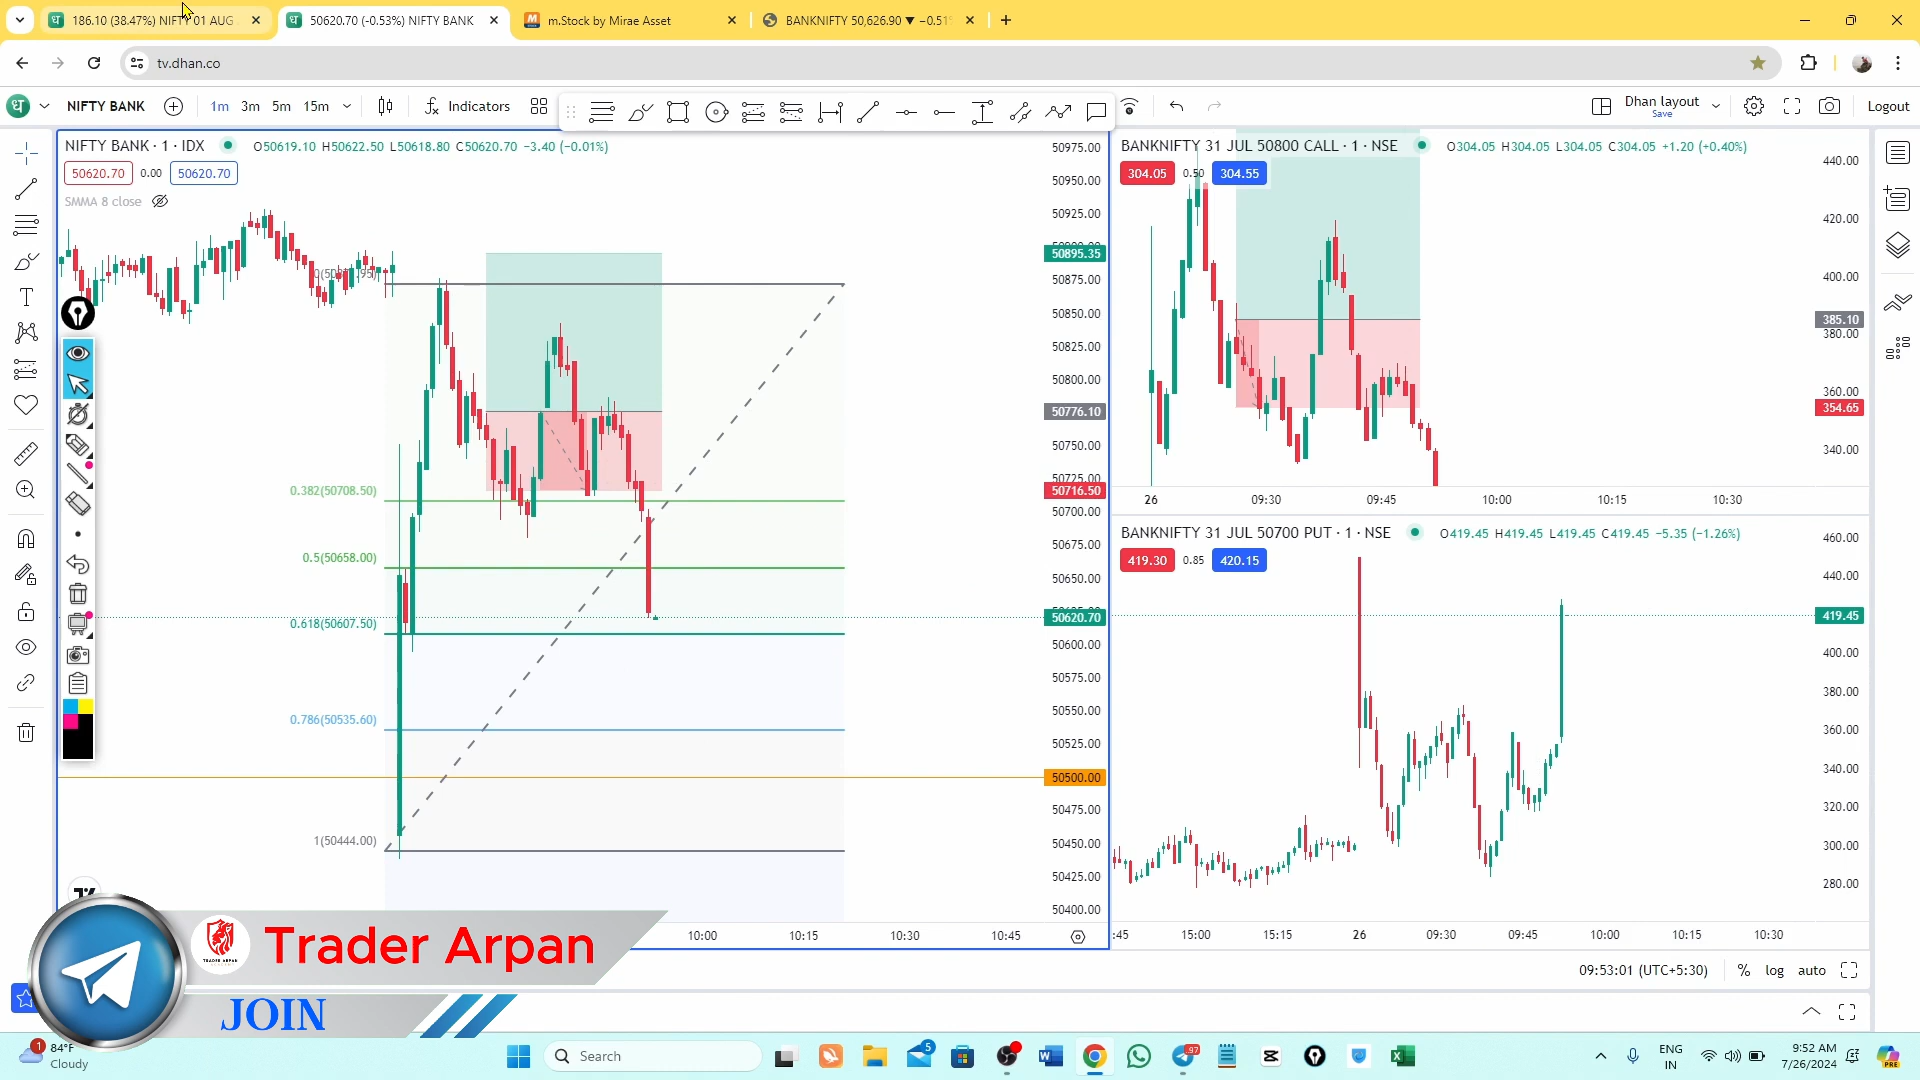 186.10 (38.47%) NIFTY 01 AUG
50620.70 (-0.53%) NIFTY BANK
m.Stock by Mirae Asset
BANKNIFTY 50,626.90 ▼ −0.51%
tv.dhan.co
NIFTY BANK
1m 3m 5m 15m
Indicators
Dhan layout
Save
Logout
NIFTY BANK · 1 · IDX
O50619.10 H50622.50 L50618.80 C50620.70 −3.40 (−0.01%)
50620.70 0.00 50620.70
SMMA 8 close
50975.00
50950.00
50925.00
50895.35
50875.00
50850.00
50825.00
50800.00
50776.10
50750.00
50725.00
50716.50
50700.00
50675.00
50650.00
50620.70
50600.00
50575.00
50550.00
50525.00
50500.00
50475.00
50450.00
50425.00
50400.00
0.382(50708.50)
0.5(50658.00)
0.618(50607.50)
0.786(50535.60)
1(50444.00)
10:00 10:15 10:30 10:45
BANKNIFTY 31 JUL 50800 CALL · 1 · NSE
O304.05 H304.05 L304.05 C304.05 +1.20 (+0.40%)
304.05 0.50 304.55
440.00
420.00
400.00
385.10
380.00
360.00
354.65
340.00
26 09:30 09:45 10:00 10:15 10:30
BANKNIFTY 31 JUL 50700 PUT · 1 · NSE
O419.45 H419.45 L419.45 C419.45 −5.35 (−1.26%)
419.30 0.85 420.15
460.00
440.00
419.45
400.00
380.00
360.00
340.00
320.00
300.00
280.00
:45 15:00 15:15 26 09:30 09:45 10:00 10:15 10:30
09:53:01 (UTC+5:30) % log auto
Trader Arpan
TRADER ARPAN
JOIN
1
84°F
Cloudy
Search
5
97
ENG
IN
9:52 AM
7/26/2024
PRE